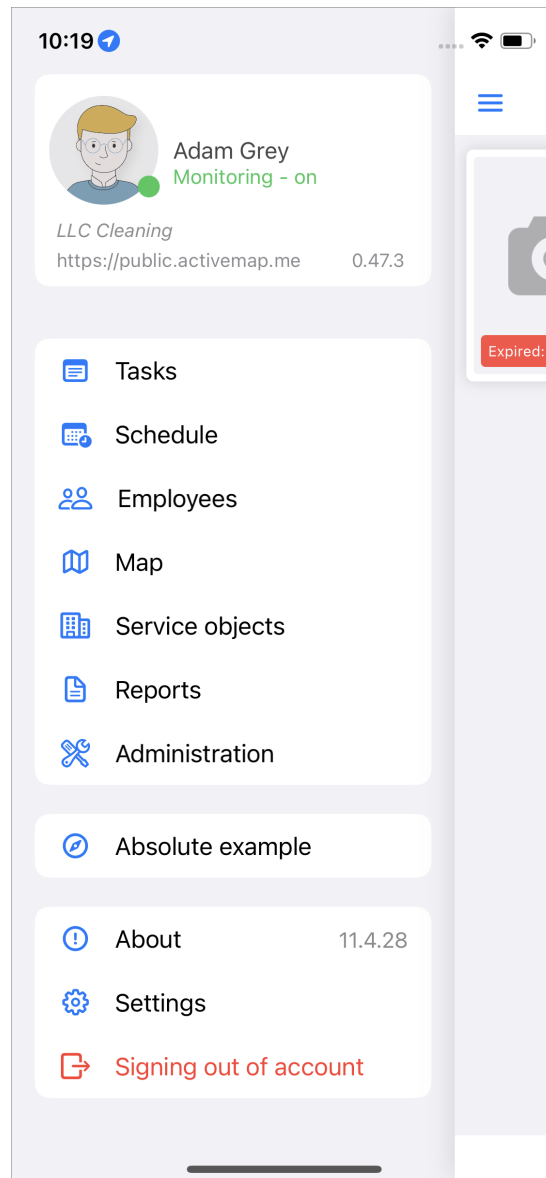 10:19
Adam Grey
Monitoring - on
LLC Cleaning
https://public.activemap.me 0.47.3
Expired:
Tasks
Schedule
Employees
Map
Service objects
Reports
Administration
Absolute example
About 11.4.28
Settings
Signing out of account